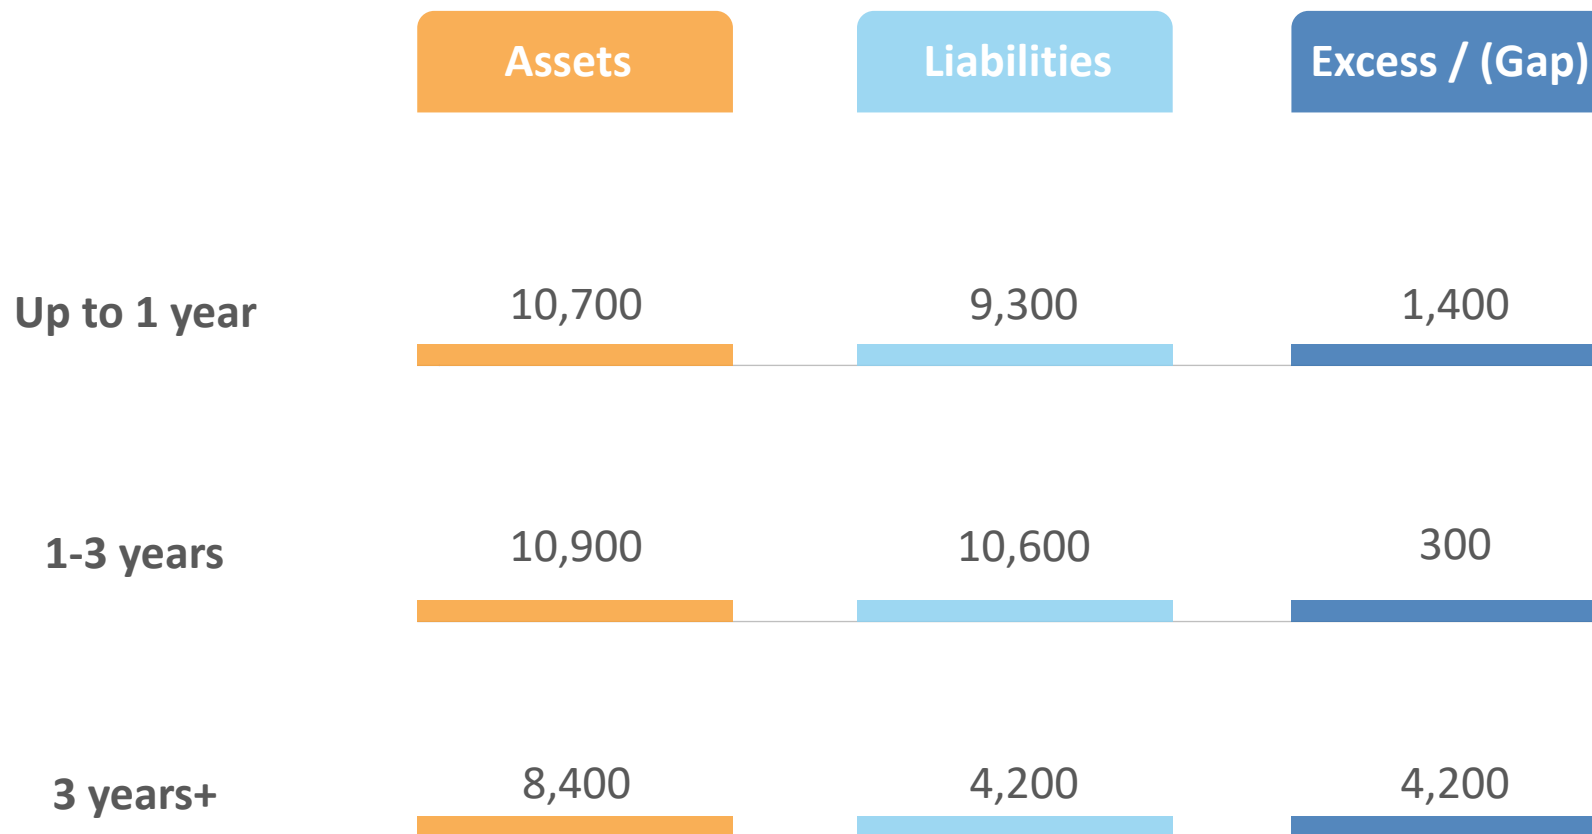 Assets Liabilities Excess / (Gap)
Up to 1 year 10,700 9,300 1,400
1-3 years 10,900 10,600 300
3 years+ 8,400 4,200 4,200